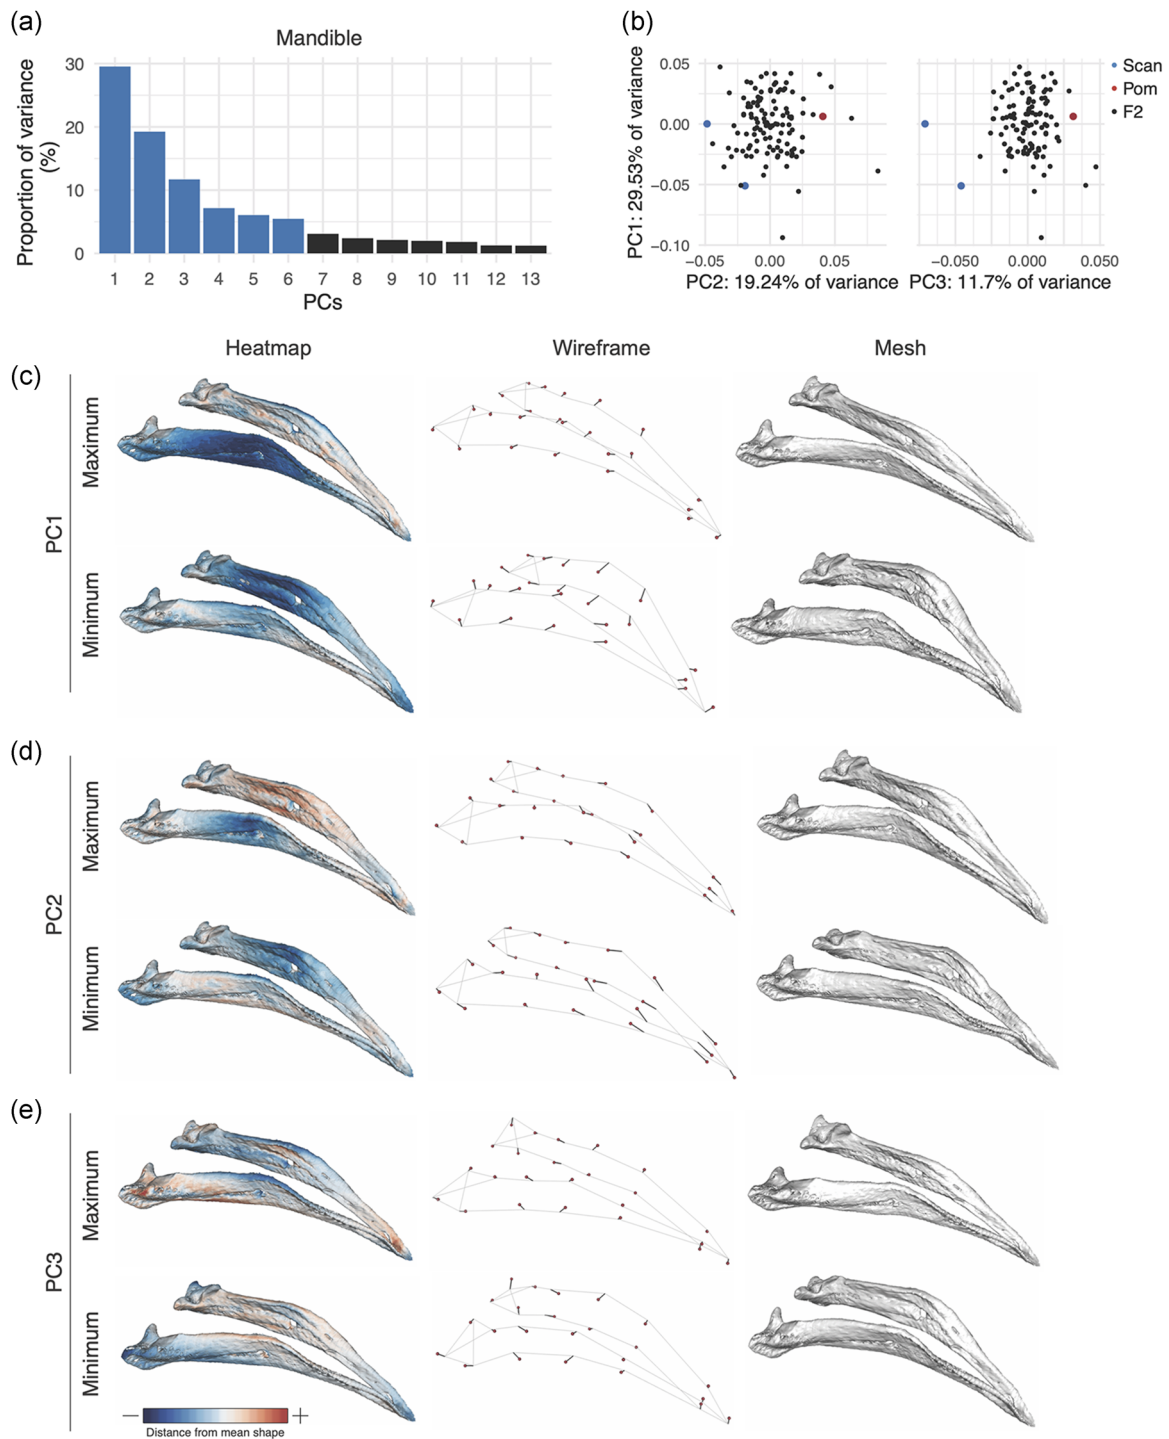 (a)
Mandible
Proportion of variance
(%)
30
20
10
0
1 2 3 4 5 6 7 8 9 10 11 12 13
PCs
(b)
PC1: 29.53% of variance
0.05
0.00
−0.05
−0.10
−0.05 0.00 0.05
PC2: 19.24% of variance
−0.050 0.000 0.050
PC3: 11.7% of variance
Scan
Pom
F2
Heatmap Wireframe Mesh
(c)
PC1
Maximum
Minimum
(d)
PC2
Maximum
Minimum
(e)
PC3
Maximum
Minimum
− +
Distance from mean shape